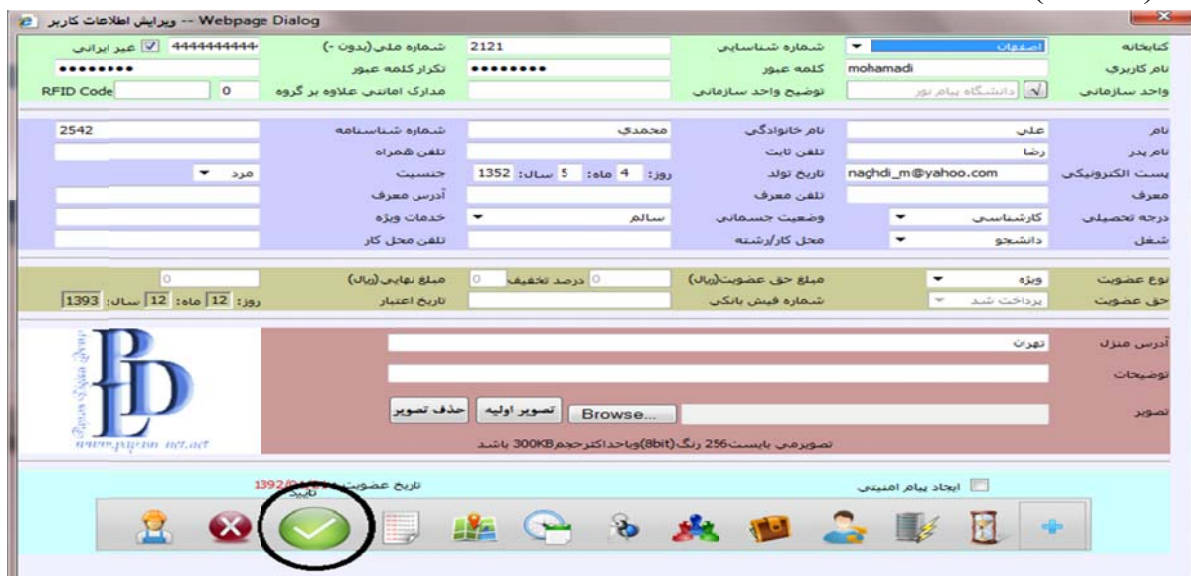 ویرایش اطلاعات کاربر -- Webpage Dialog
کتابخانه اصفهان شماره شناسایی 2121 شماره ملی(بدون -) 4444444444 غیر ایرانی
نام کاربری mohamadi کلمه عبور •••••••• تکرار کلمه عبور ••••••••
واحد سازمانی دانشگاه پیام نور توضیح واحد سازمانی مدارک امانتی علاوه بر گروه 0 RFID Code
نام علی نام خانوادگی محمدی شماره شناسنامه 2542
نام پدر رضا تلفن ثابت تلفن همراه
پست الکترونیکی naghdi_m@yahoo.com تاریخ تولد روز: 4 ماه: 5 سال: 1352 جنسیت مرد
معرف تلفن معرف آدرس معرف
درجه تحصیلی کارشناسی وضعیت جسمانی سالم خدمات ویژه
شغل دانشجو محل کار/رشته تلفن محل کار
نوع عضویت ویژه مبلغ حق عضویت(ریال) 0 درصد تخفیف 0 مبلغ نهایی(ریال) 0
حق عضویت پرداخت شد شماره فیش بانکی تاریخ اعتبار روز: 12 ماه: 12 سال: 1393
آدرس منزل تهران
توضیحات
تصویر Browse... تصویر اولیه حذف تصویر
تصویرمی بایست256 رنگ(8bit)وباحداکثرحجم300KB باشد
PDL
ایجاد پیام امنیتی تاریخ عضویت 1392/
تایید